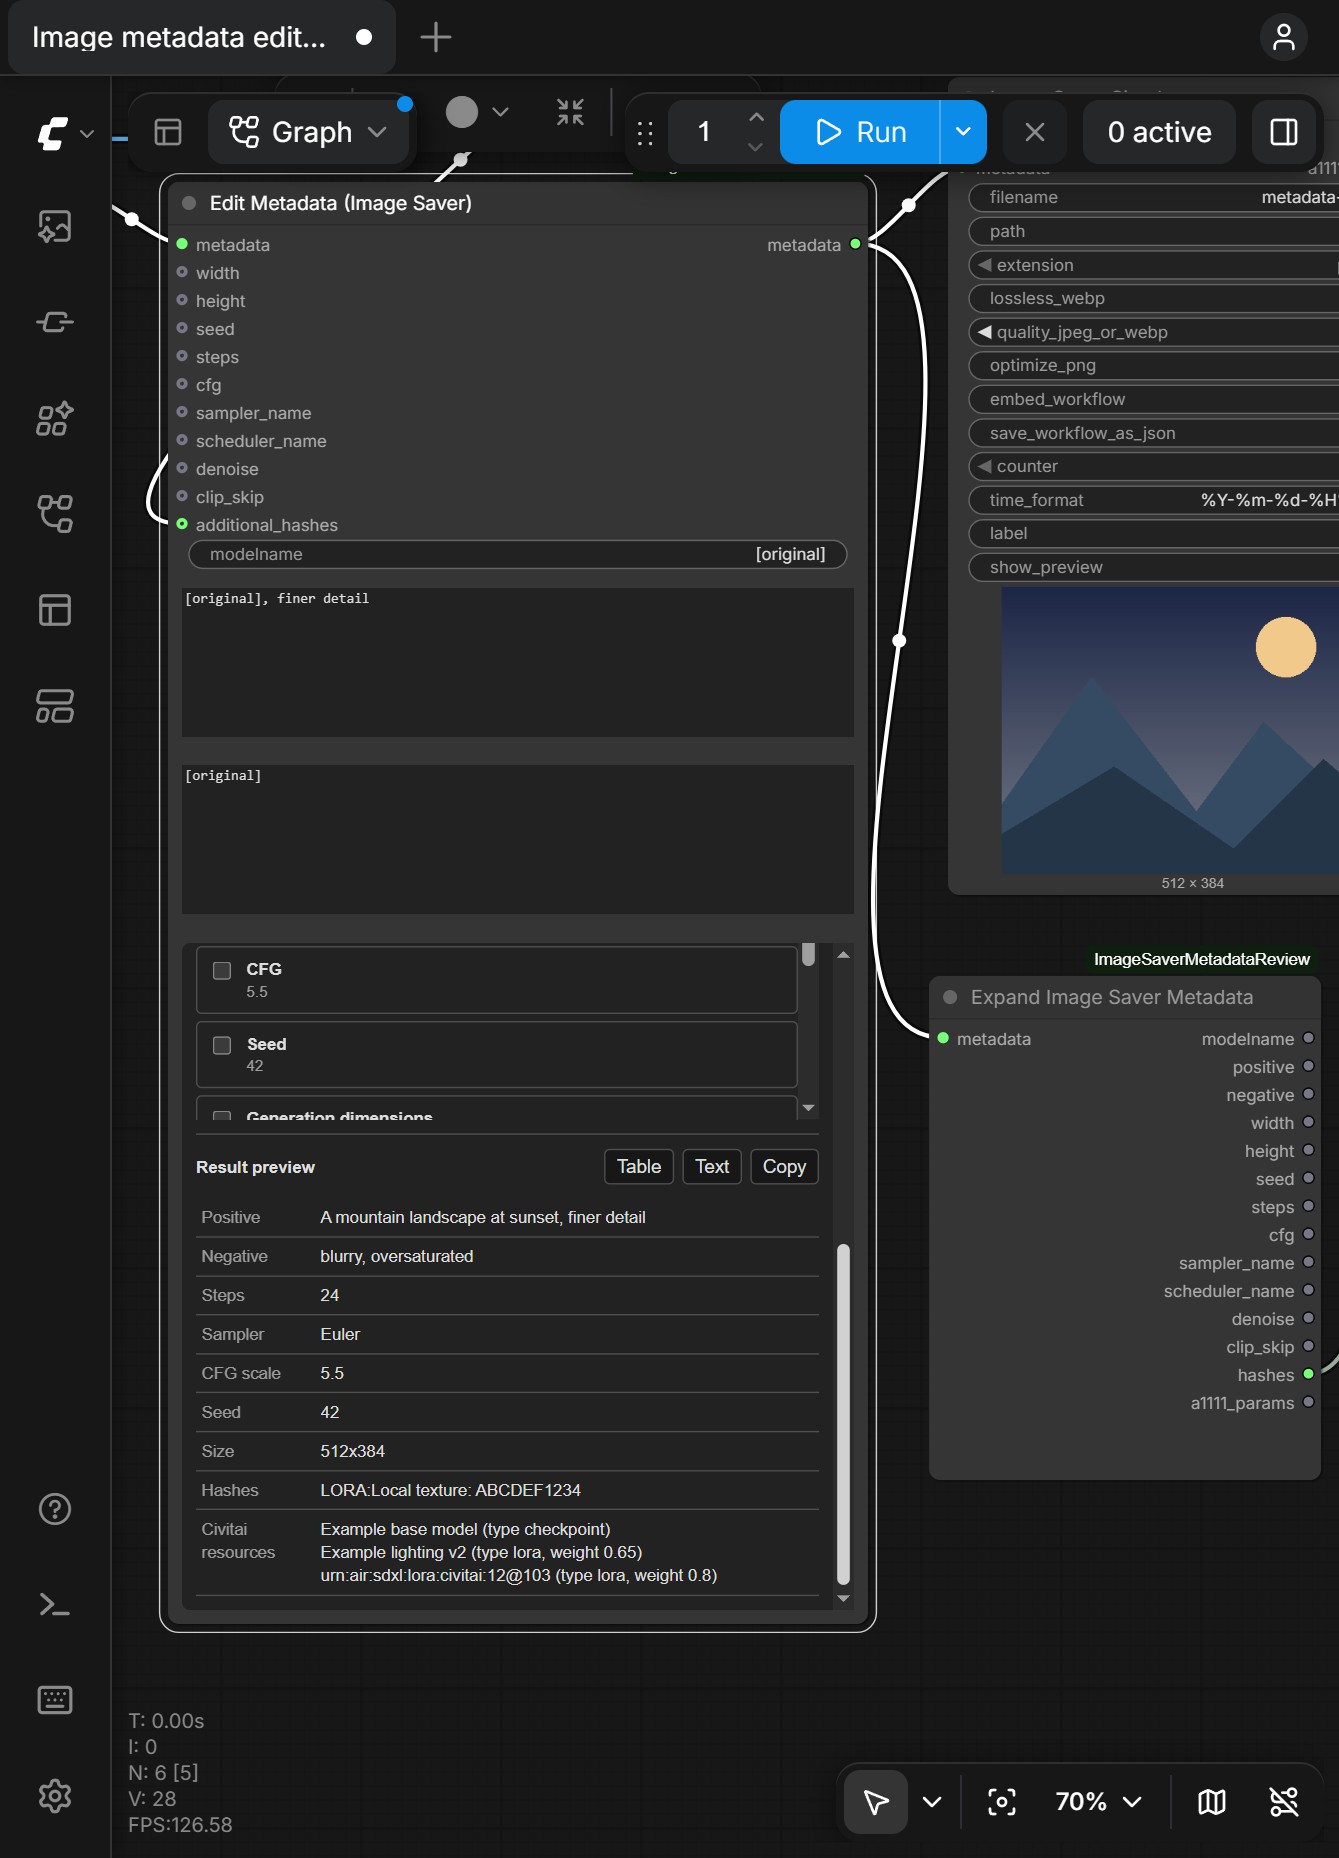 Image metadata edit...
Graph
1
Run
0 active
Edit Metadata (Image Saver)
metadata
metadata
width
height
seed
steps
cfg
sampler_name
scheduler_name
denoise
clip_skip
additional_hashes
modelname [original]
[original], finer detail
[original]
CFG
5.5
Seed
42
Generation dimensions
Result preview
Table
Text
Copy
Positive A mountain landscape at sunset, finer detail
Negative blurry, oversaturated
Steps 24
Sampler Euler
CFG scale 5.5
Seed 42
Size 512x384
Hashes LORA:Local texture: ABCDEF1234
Civitai resources
Example base model (type checkpoint)
Example lighting v2 (type lora, weight 0.65)
urn:air:sdxl:lora:civitai:12@103 (type lora, weight 0.8)
metadata a111
filename metadata-
path
extension
lossless_webp
quality_jpeg_or_webp
optimize_png
embed_workflow
save_workflow_as_json
counter
time_format %Y-%m-%d-%H
label
show_preview
512 × 384
ImageSaverMetadataReview
Expand Image Saver Metadata
metadata
modelname
positive
negative
width
height
seed
steps
cfg
sampler_name
scheduler_name
denoise
clip_skip
hashes
a1111_params
T: 0.00s
I: 0
N: 6 [5]
V: 28
FPS:126.58
70%